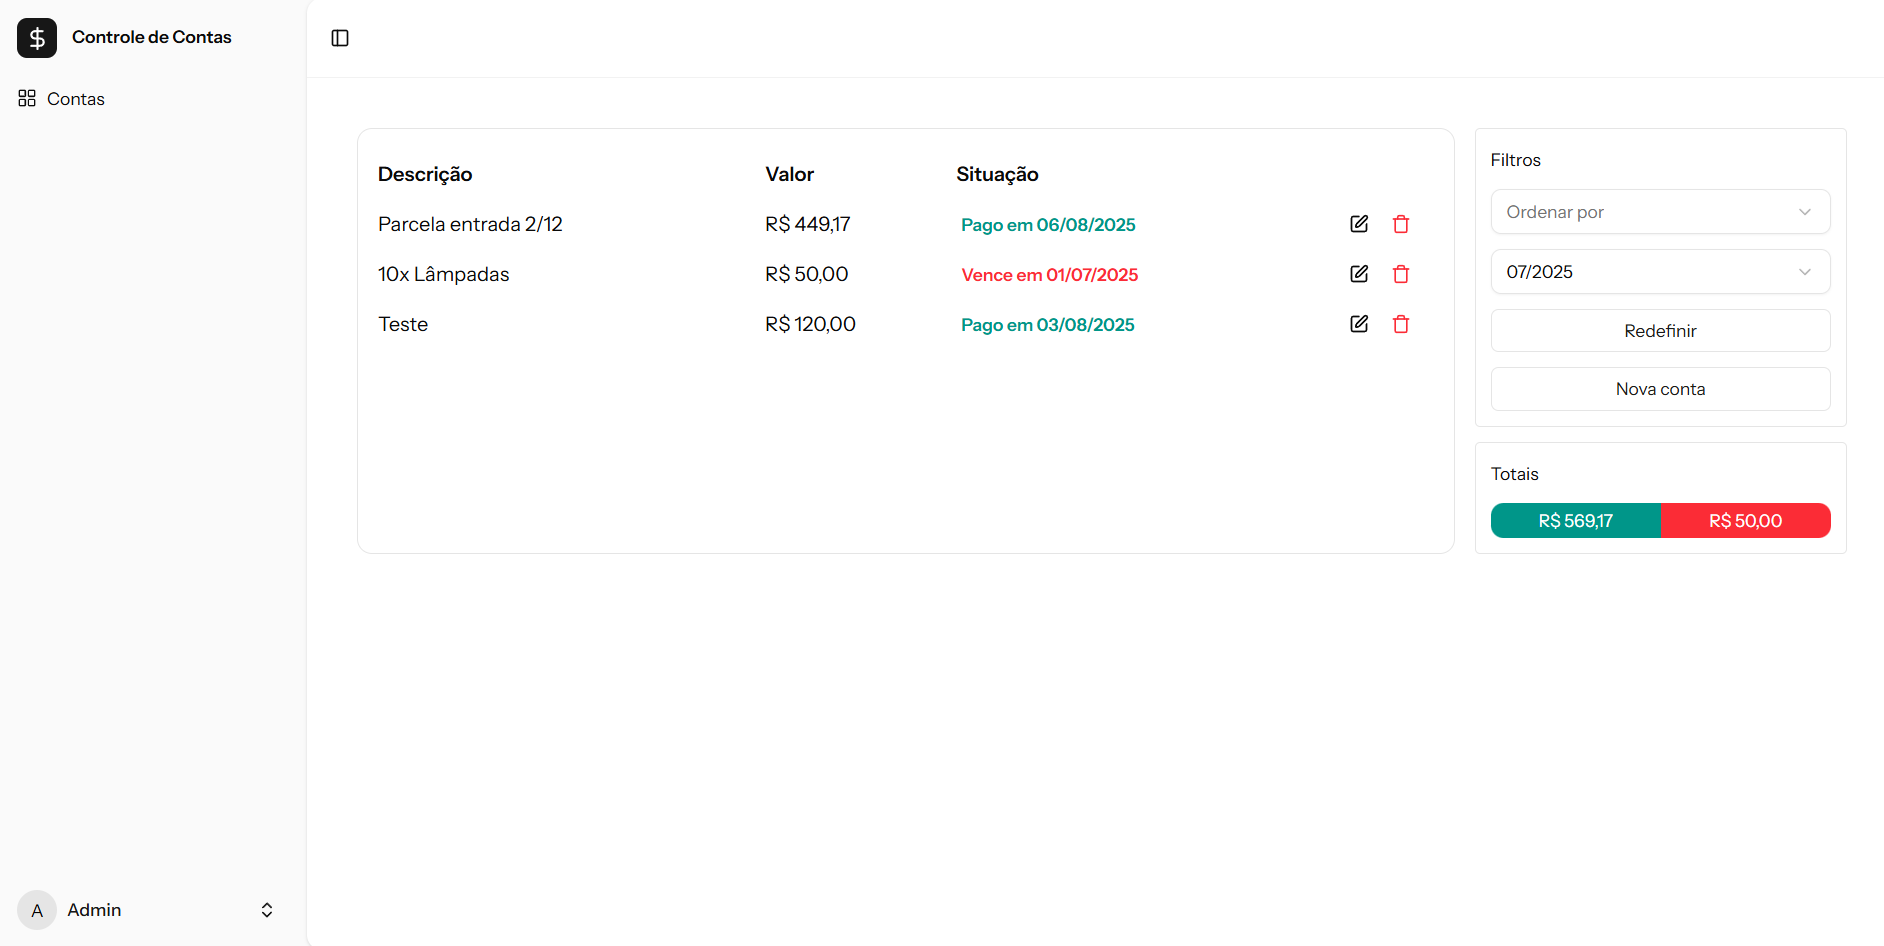 Controle de Contas
Contas
Descrição Valor Situação
Parcela entrada 2/12 R$ 449,17 Pago em 06/08/2025
10x Lâmpadas R$ 50,00 Vence em 01/07/2025
Teste R$ 120,00 Pago em 03/08/2025
Filtros
Ordenar por
07/2025
Redefinir
Nova conta
Totais
R$ 569,17 R$ 50,00
A Admin